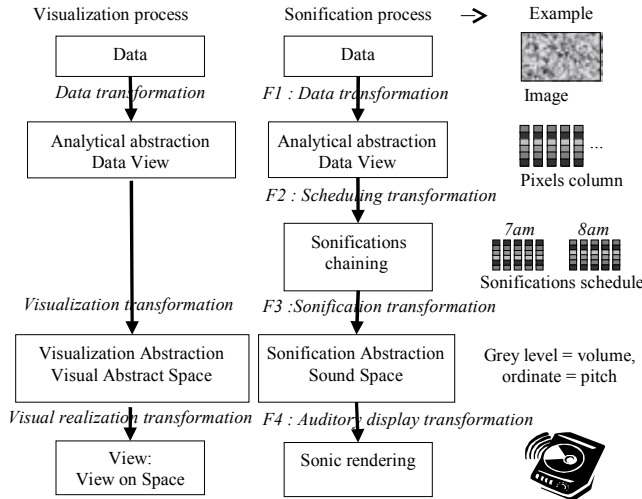 Visualization process
Sonification process
Example
Data
Data
Data transformation
F1 : Data transformation
Image
Analytical abstraction
Data View
Analytical abstraction
Data View
...
Pixels column
F2 : Scheduling transformation
Sonifications
chaining
7am
8am
Sonifications schedule
Visualization transformation
F3 :Sonification transformation
Visualization Abstraction
Visual Abstract Space
Sonification Abstraction
Sound Space
Grey level = volume,
ordinate = pitch
Visual realization transformation
F4 : Auditory display transformation
View:
View on Space
Sonic rendering